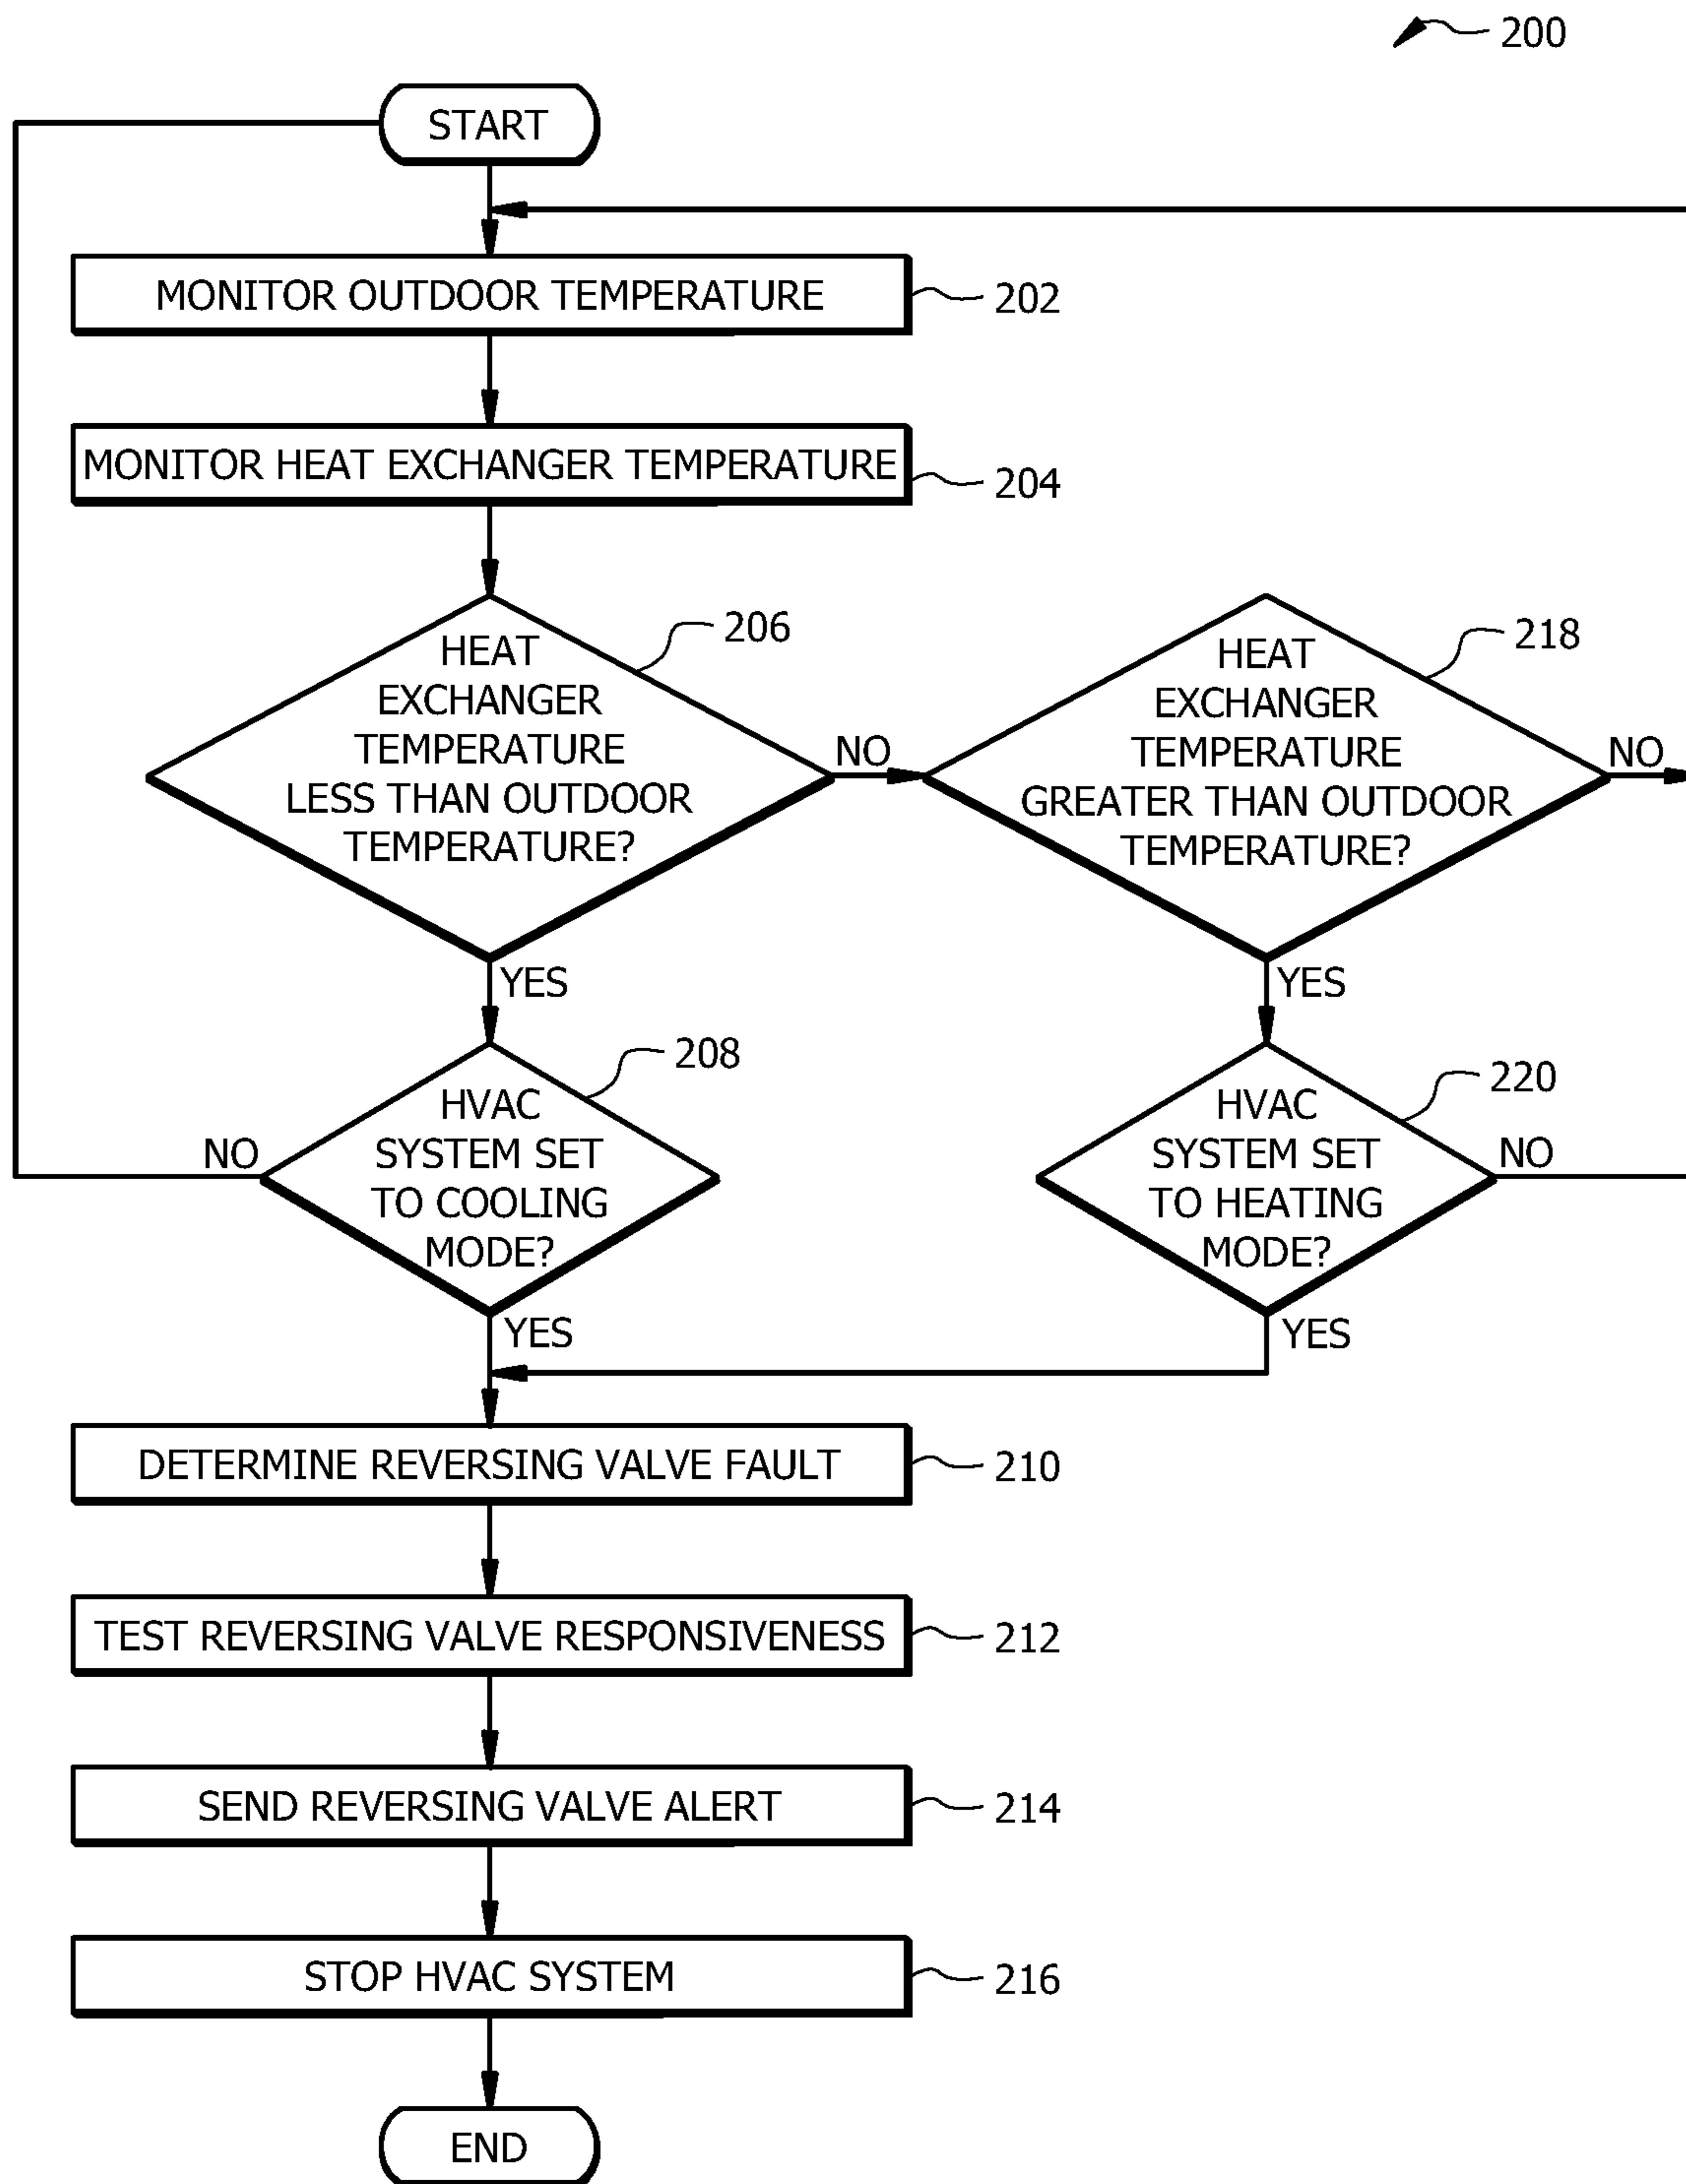 200
START
MONITOR OUTDOOR TEMPERATURE
202
MONITOR HEAT EXCHANGER TEMPERATURE
204
HEAT
EXCHANGER
TEMPERATURE
LESS THAN OUTDOOR
TEMPERATURE?
206
NO
HEAT
EXCHANGER
TEMPERATURE
GREATER THAN OUTDOOR
TEMPERATURE?
218
NO
YES
YES
HVAC
SYSTEM SET
TO COOLING
MODE?
208
NO
HVAC
SYSTEM SET
TO HEATING
MODE?
220
NO
YES
YES
DETERMINE REVERSING VALVE FAULT
210
TEST REVERSING VALVE RESPONSIVENESS
212
SEND REVERSING VALVE ALERT
214
STOP HVAC SYSTEM
216
END